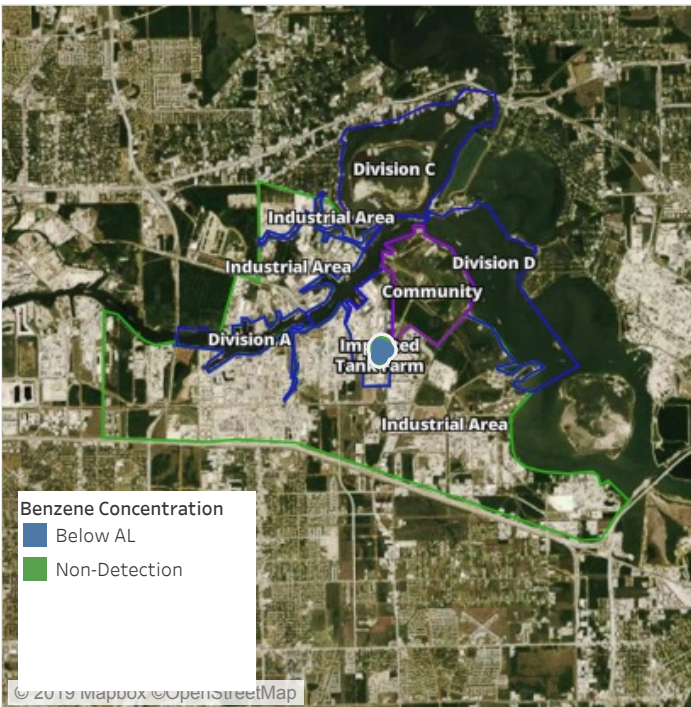 Division C
Industrial Area
Industrial Area
Division D
Community
Division A
Tank Farm
Industrial Area
Benzene Concentration
Below AL
Non-Detection
© 2019 Mapbox ©OpenStreetMap